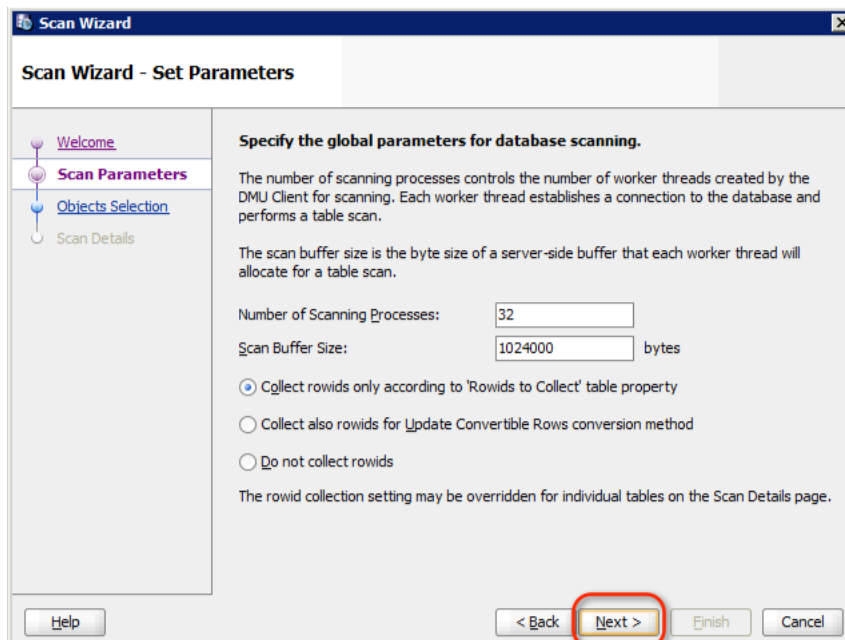 Scan Wizard
Scan Wizard - Set Parameters
Welcome
Scan Parameters
Objects Selection
Scan Details
Specify the global parameters for database scanning.
The number of scanning processes controls the number of worker threads created by the
DMU Client for scanning. Each worker thread establishes a connection to the database and
performs a table scan.
The scan buffer size is the byte size of a server-side buffer that each worker thread will
allocate for a table scan.
Number of Scanning Processes: 32
Scan Buffer Size: 1024000 bytes
Collect rowids only according to 'Rowids to Collect' table property
Collect also rowids for Update Convertible Rows conversion method
Do not collect rowids
The rowid collection setting may be overridden for individual tables on the Scan Details page.
Help < Back Next > Finish Cancel